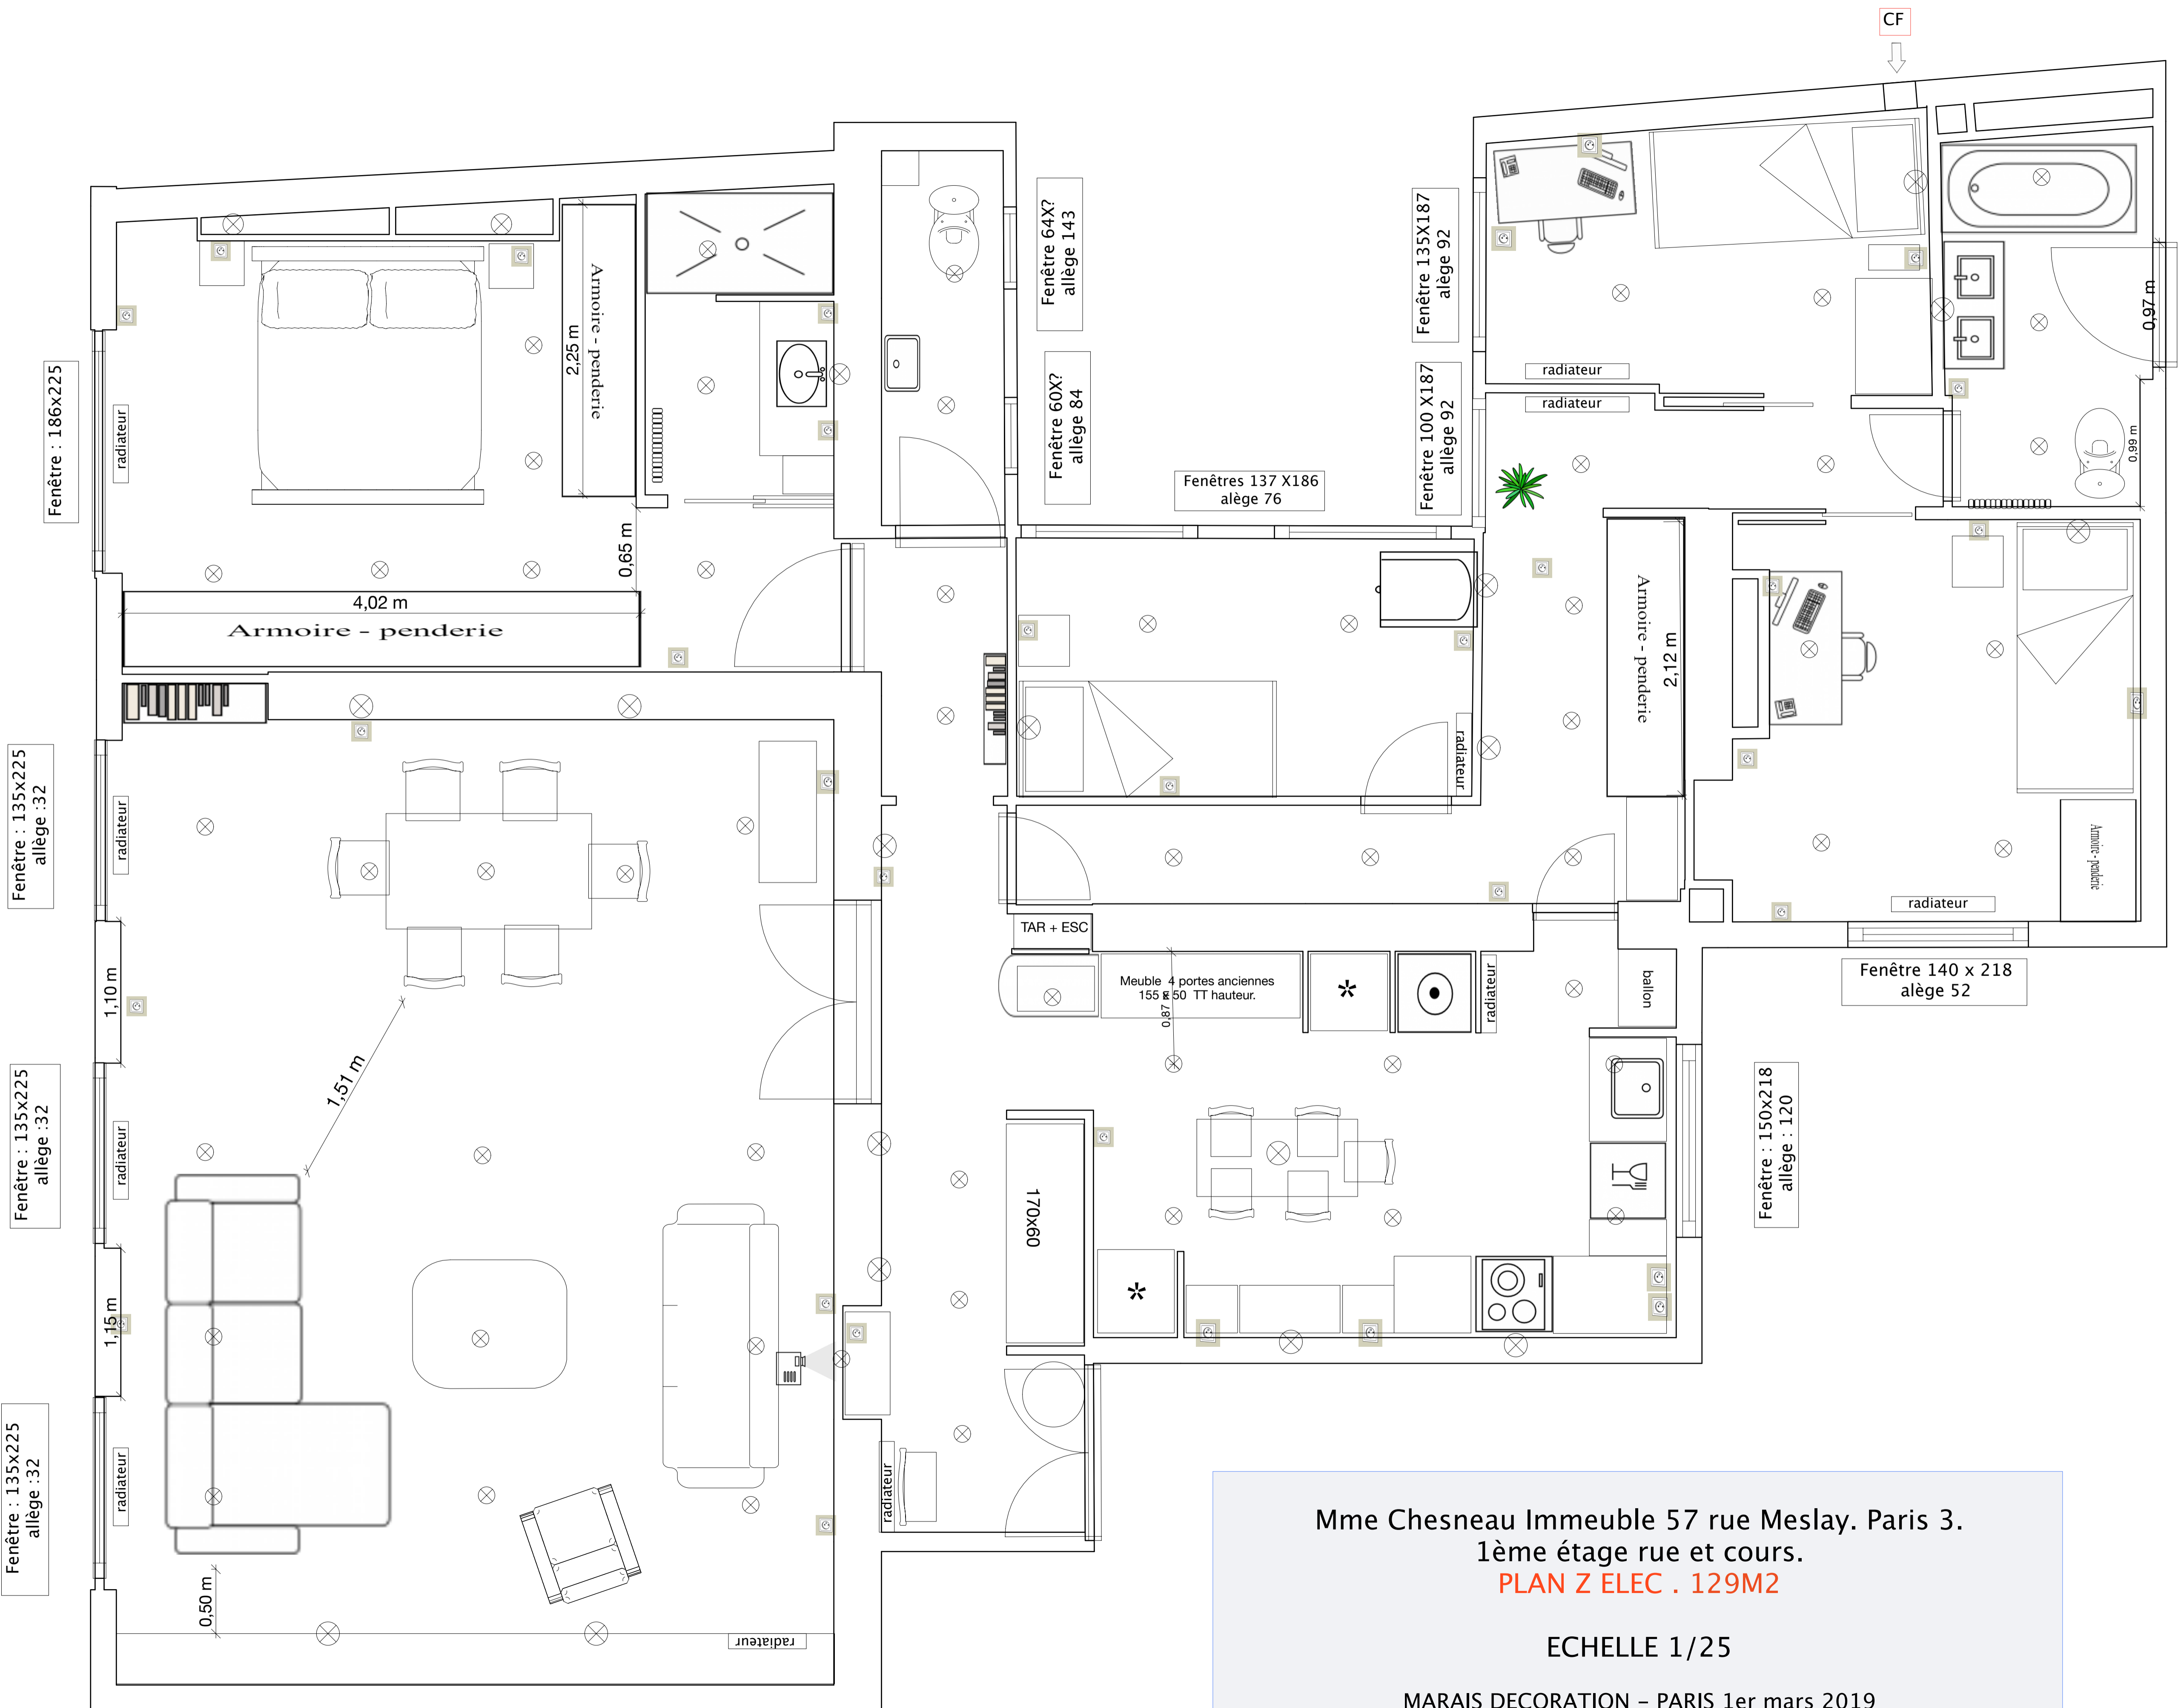 CF
Fenêtre : 186x225
radiateur
2,25 m
Armoire - penderie
0,65 m
4,02 m
Armoire - penderie
Fenêtre 64X?
allège 143
Fenêtre 60X?
allège 84
Fenêtres 137 X186
alège 76
Fenêtre 135X187
alège 92
Fenêtre 100 X187
alège 92
radiateur
radiateur
0,97 m
0,99 m
Armoire - penderie
2,12 m
radiateur
Armoire - penderie
radiateur
Fenêtre 140 x 218
alège 52
Fenêtre : 135x225
allège :32
radiateur
1,10 m
1,51 m
Fenêtre : 135x225
allège :32
radiateur
1,15 m
Fenêtre : 135x225
allège :32
radiateur
0,50 m
radiateur
radiateur
TAR + ESC
Meuble 4 portes anciennes
155 x 50 TT hauteur.
0,87 m
*
radiateur
ballon
170x60
*
Fenêtre : 150x218
allège : 120
Mme Chesneau Immeuble 57 rue Meslay. Paris 3.
1ème étage rue et cours.
PLAN Z ELEC . 129M2
ECHELLE 1/25
MARAIS DECORATION - PARIS 1er mars 2019